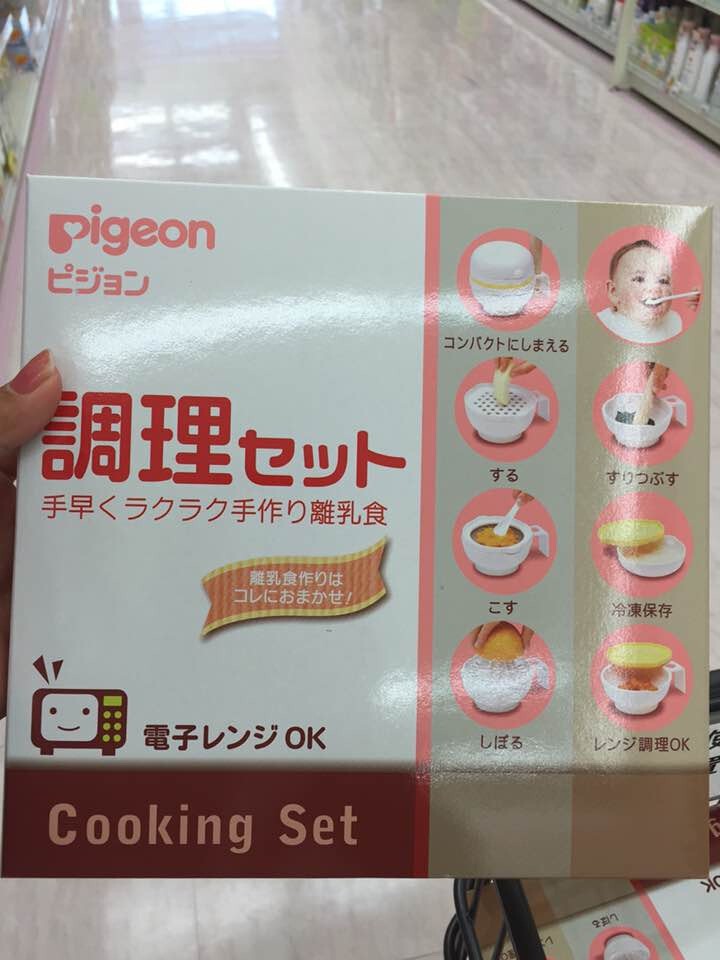 pigeon
ピジョン
調理セット
手早くラクラク手作り離乳食
離乳食作りは
コレにおまかせ!
電子レンジ OK
Cooking Set
コンパクトにしまえる
する
すりつぶす
こす
冷凍保存
しぼる
レンジ調理OK
しぼる